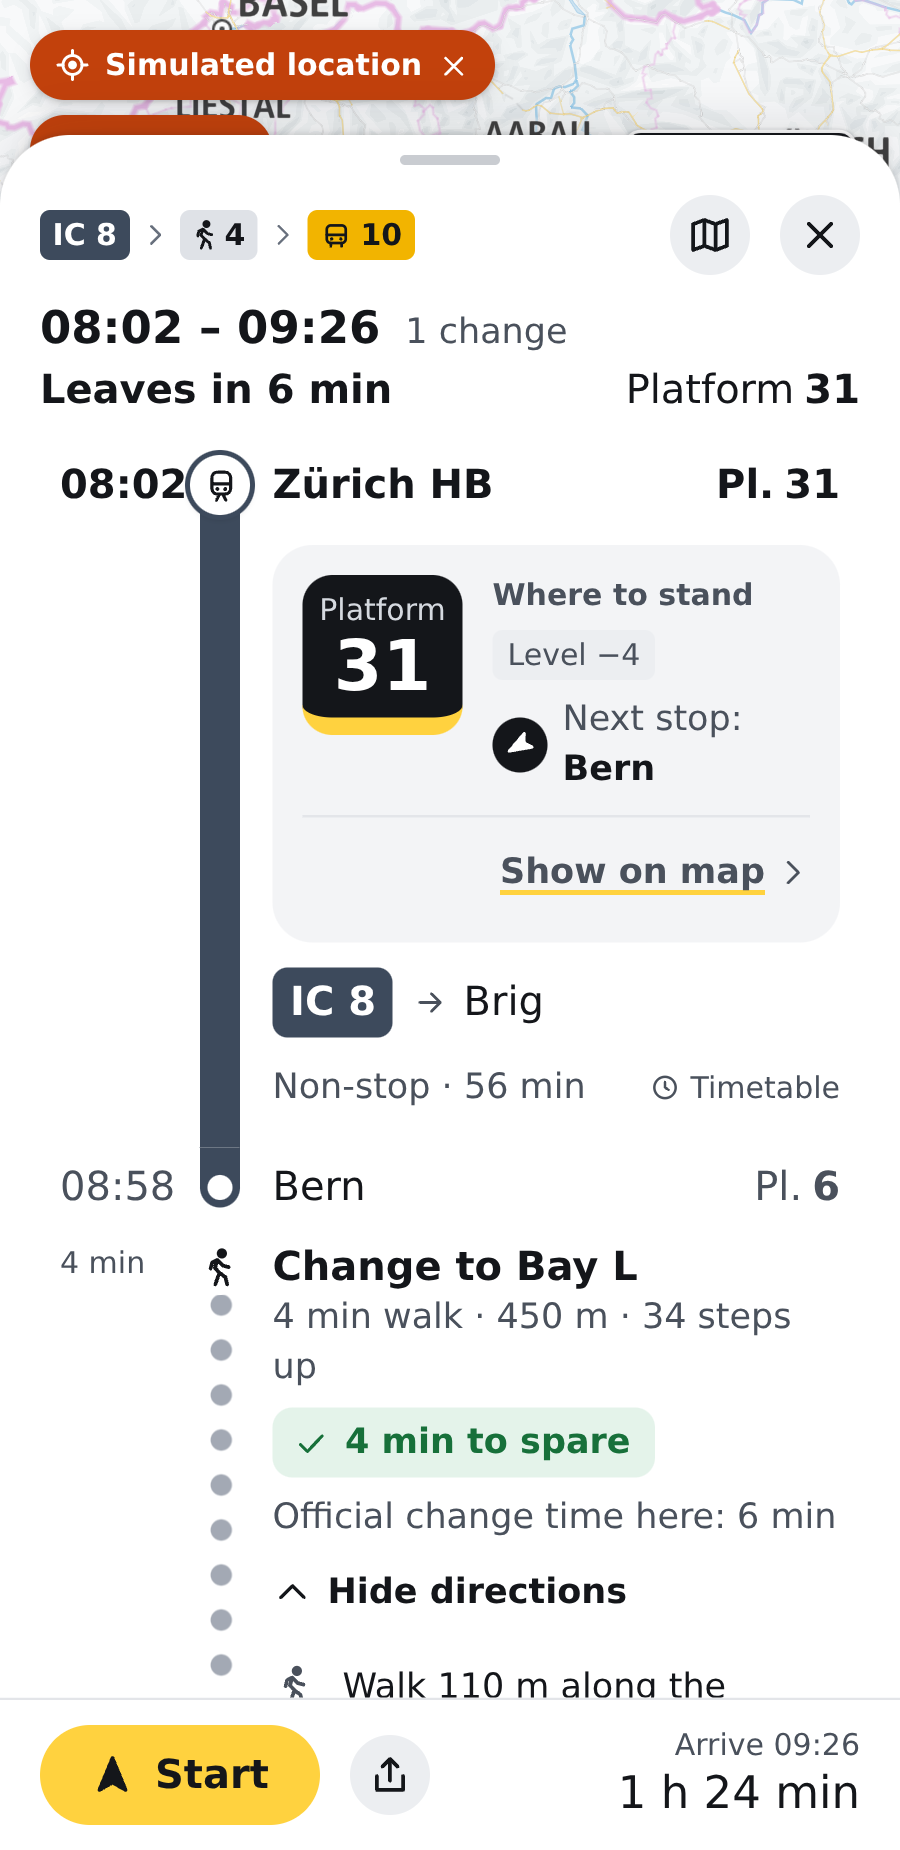 BASEL
Simulated location
LIESTAL
AARAU
IC 8
4
10
08:02 – 09:26 1 change
Leaves in 6 min Platform 31
08:02 Zürich HB Pl. 31
Platform
31
Where to stand
Level −4
Next stop:
Bern
Show on map
IC 8 → Brig
Non-stop · 56 min Timetable
08:58 Bern Pl. 6
4 min Change to Bay L
4 min walk · 450 m · 34 steps
up
4 min to spare
Official change time here: 6 min
Hide directions
Walk 110 m along the
Start
Arrive 09:26
1 h 24 min